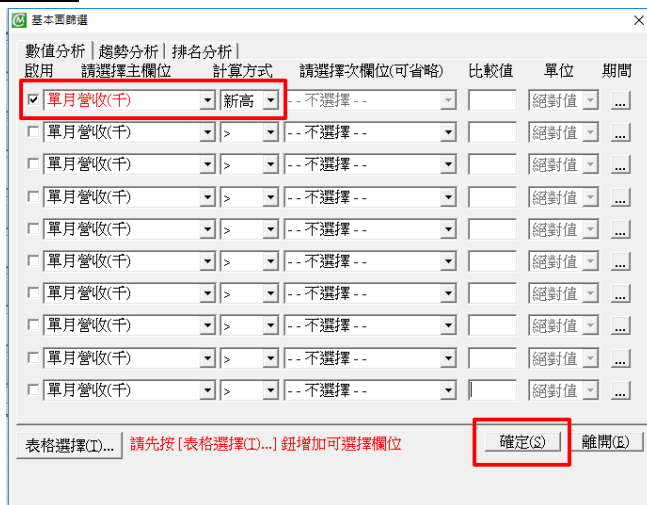 基本面篩選
數值分析 趨勢分析 排名分析
啟用 請選擇主欄位 計算方式 請選擇次欄位(可省略) 比較值 單位 期間
單月營收(千) 新高 - - 不選擇 - - 絕對值 ...
單月營收(千) > - - 不選擇 - - 絕對值 ...
單月營收(千) > - - 不選擇 - - 絕對值 ...
單月營收(千) > - - 不選擇 - - 絕對值 ...
單月營收(千) > - - 不選擇 - - 絕對值 ...
單月營收(千) > - - 不選擇 - - 絕對值 ...
單月營收(千) > - - 不選擇 - - 絕對值 ...
單月營收(千) > - - 不選擇 - - 絕對值 ...
單月營收(千) > - - 不選擇 - - 絕對值 ...
單月營收(千) > - - 不選擇 - - 絕對值 ...
表格選擇(T)... 請先按 [表格選擇(T)...] 鈕增加可選擇欄位 確定(S) 離開(E)